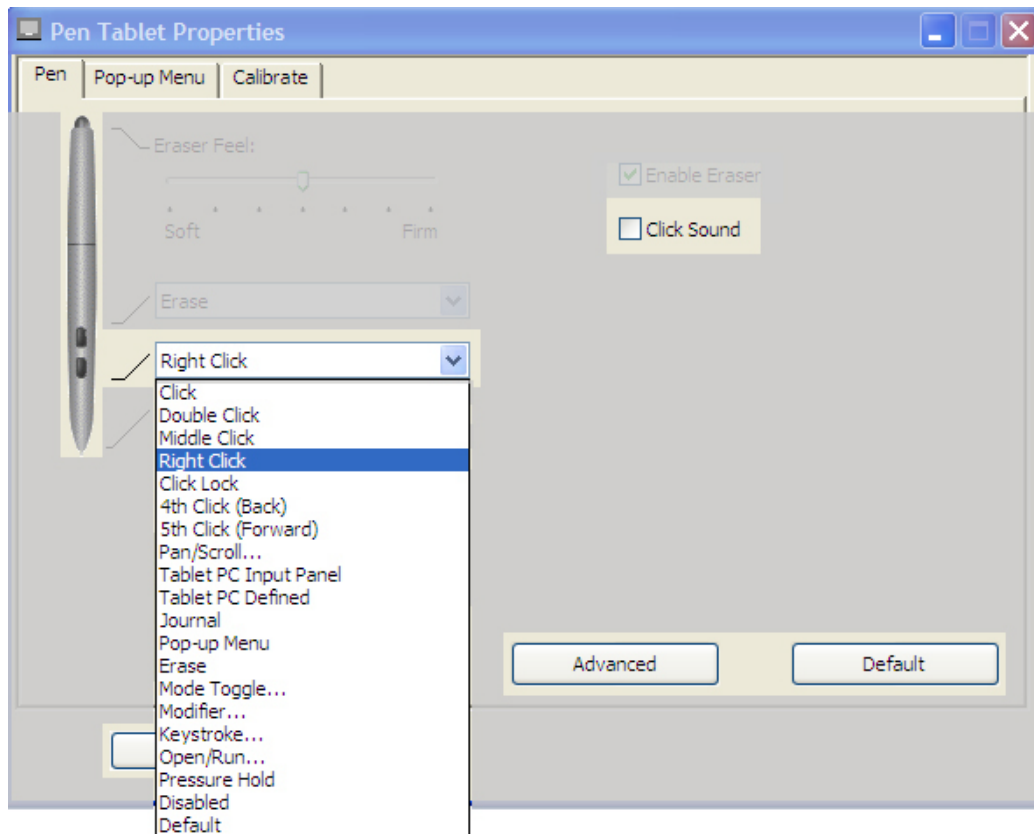 Pen Tablet Properties
Pen Pop-up Menu Calibrate
Eraser Feel:
Enable Eraser
Soft Firm
Click Sound
Erase
Right Click
Click
Double Click
Middle Click
Right Click
Click Lock
4th Click (Back)
5th Click (Forward)
Pan/Scroll...
Tablet PC Input Panel
Tablet PC Defined
Journal
Pop-up Menu
Erase
Mode Toggle...
Modifier...
Keystroke...
Open/Run...
Pressure Hold
Disabled
Default
Advanced Default